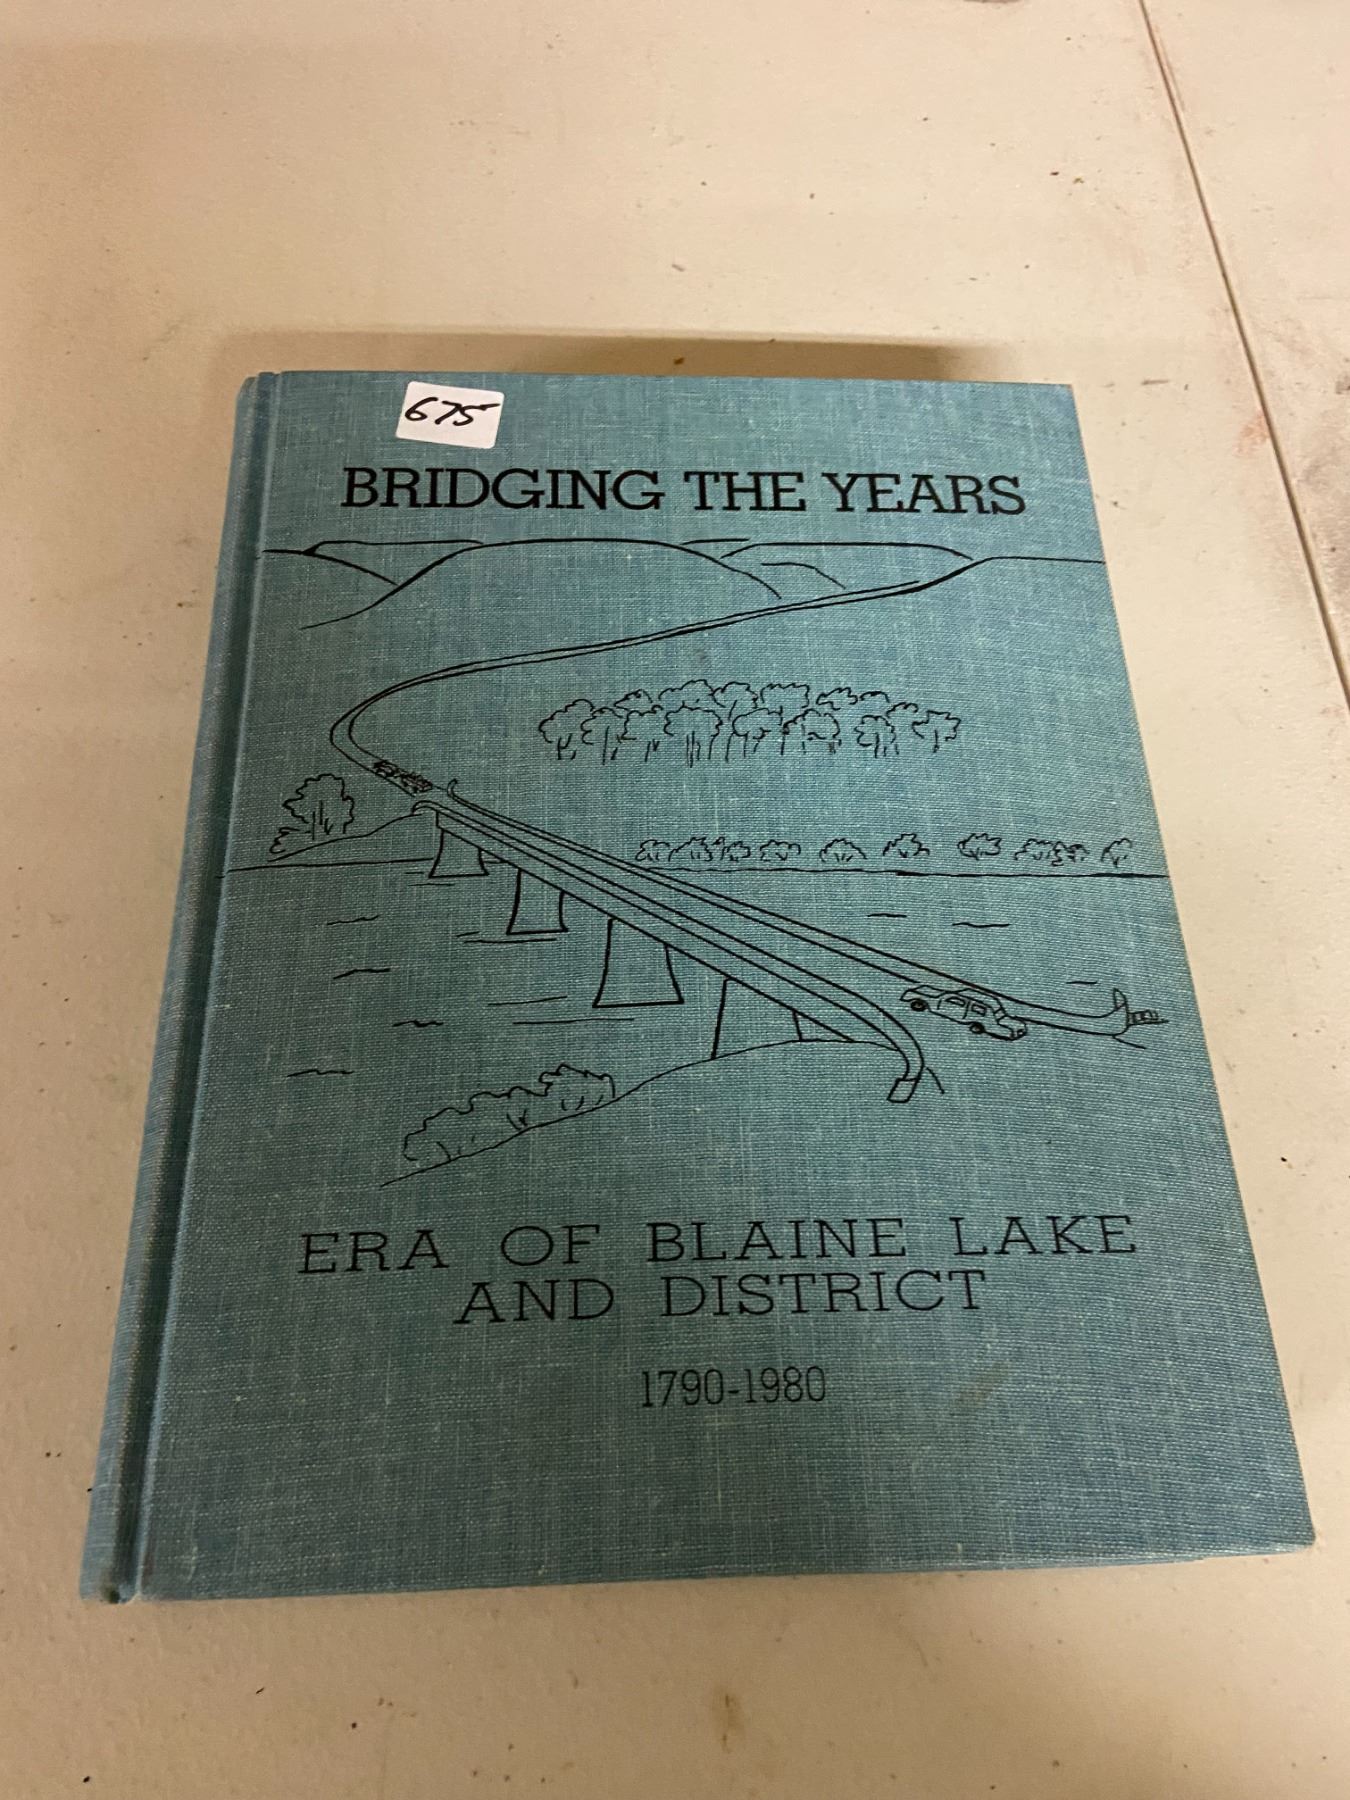 675
BRIDGING THE YEARS
ERA OF BLAINE LAKE
AND DISTRICT
1790-1980